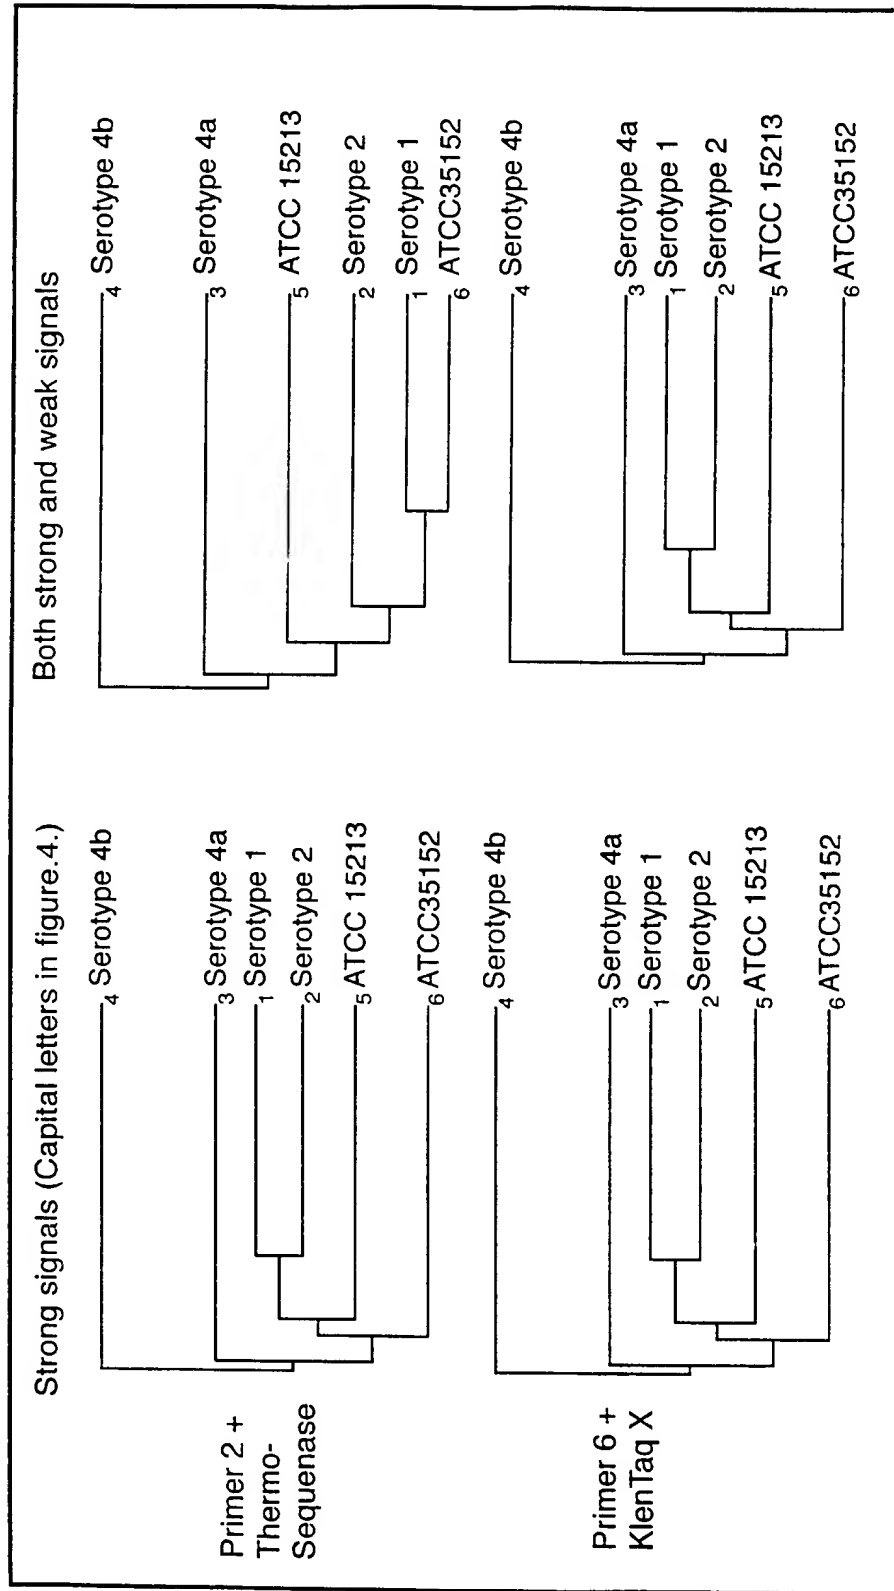 Strong signals (Capital letters in figure.4.)
Both strong and weak signals
Primer 2 +
Thermo-
Sequenase
4 Serotype 4b
3 Serotype 4a
1 Serotype 1
2 Serotype 2
5 ATCC 15213
6 ATCC35152
4 Serotype 4b
3 Serotype 4a
5 ATCC 15213
2 Serotype 2
1 Serotype 1
6 ATCC35152
Primer 6 +
KlenTaq X
4 Serotype 4b
3 Serotype 4a
1 Serotype 1
2 Serotype 2
5 ATCC 15213
6 ATCC35152
4 Serotype 4b
3 Serotype 4a
1 Serotype 1
2 Serotype 2
5 ATCC 15213
6 ATCC35152